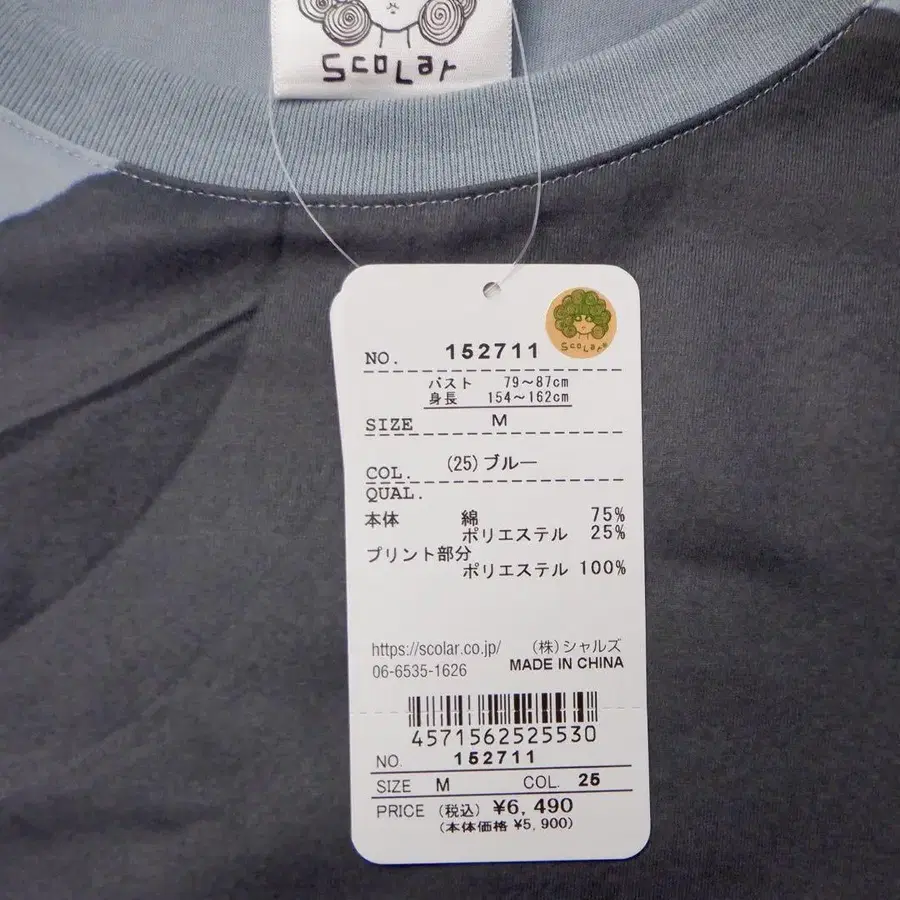 ScoLar
ScoLar
NO. 152711
バスト 79～87cm
身長 154～162cm
SIZE M
COL. (25)ブルー
QUAL.
本体 綿 75%
ポリエステル 25%
プリント部分
ポリエステル 100%
https://scolar.co.jp/ (株)シャルズ
06-6535-1626 MADE IN CHINA
4571562525530
NO. 152711
SIZE M COL. 25
PRICE (税込) ¥6,490
(本体価格 ¥5,900)